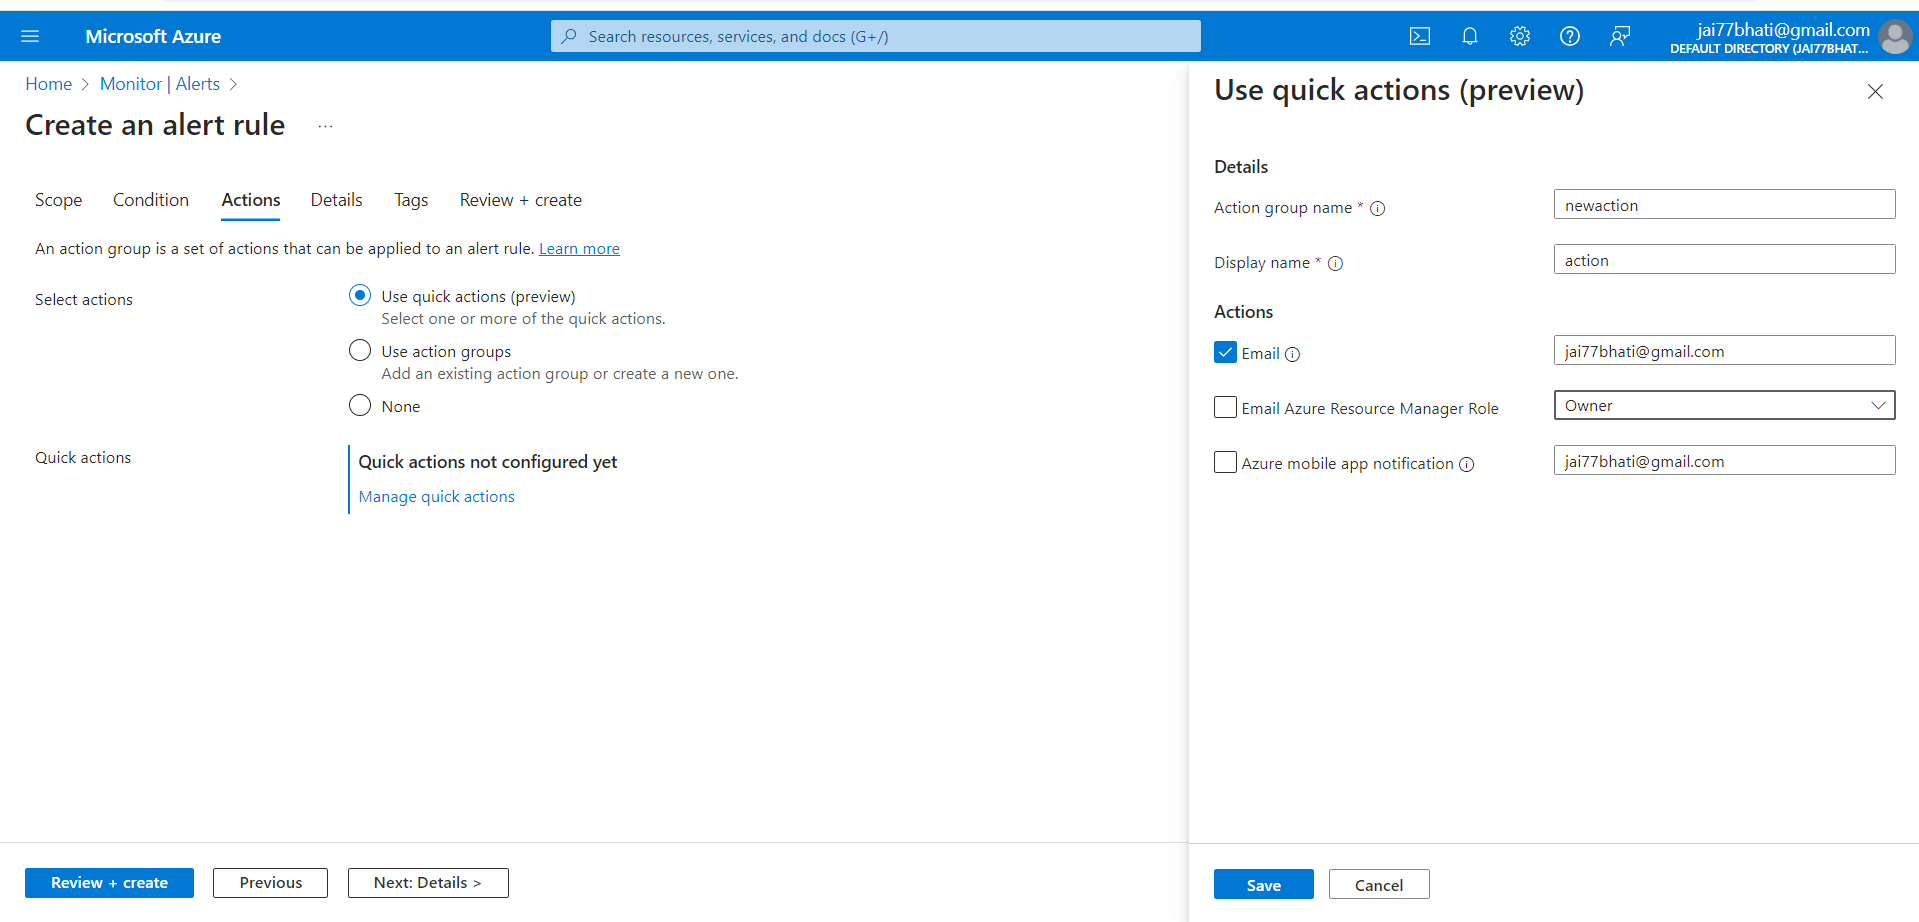 Microsoft Azure
Search resources, services, and docs (G+/)
jai77bhati@gmail.com
DEFAULT DIRECTORY (JAI77BHAT...
Home > Monitor | Alerts >
Create an alert rule ...
Scope Condition Actions Details Tags Review + create
An action group is a set of actions that can be applied to an alert rule. Learn more
Select actions
Use quick actions (preview)
Select one or more of the quick actions.
Use action groups
Add an existing action group or create a new one.
None
Quick actions
Quick actions not configured yet
Manage quick actions
Review + create
Previous
Next: Details >
Use quick actions (preview)
Details
Action group name *
newaction
Display name *
action
Actions
Email
jai77bhati@gmail.com
Email Azure Resource Manager Role
Owner
Azure mobile app notification
jai77bhati@gmail.com
Save
Cancel